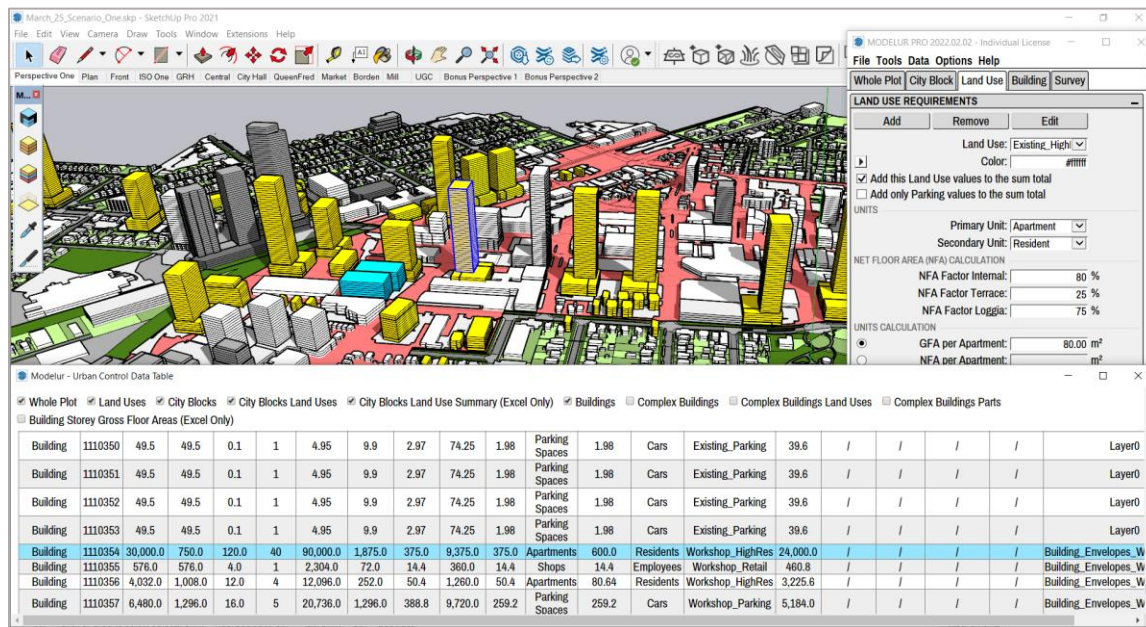 March_25_Scenario_One.skp - SketchUp Pro 2021
File Edit View Camera Draw Tools Window Extensions Help
Perspective One Plan Front ISO One GRH Central City Hall QueenFred Market Borden Mill UGC Bonus Perspective 1 Bonus Perspective 2
M...
MODELUR PRO 2022.02.02 - Individual License
File Tools Data Options Help
Whole Plot City Block Land Use Building Survey
LAND USE REQUIREMENTS
Add Remove Edit
Land Use: Existing_Highl
Color: #ffffff
Add this Land Use values to the sum total
Add only Parking values to the sum total
UNITS
Primary Unit: Apartment
Secondary Unit: Resident
NET FLOOR AREA (NFA) CALCULATION
NFA Factor Internal: 80 %
NFA Factor Terrace: 25 %
NFA Factor Loggia: 75 %
UNITS CALCULATION
GFA per Apartment: 80.00 m²
NFA per Apartment: m²
Modelur - Urban Control Data Table
Whole Plot Land Uses City Blocks City Blocks Land Uses City Blocks Land Use Summary (Excel Only) Buildings Complex Buildings Complex Buildings Land Uses Complex Buildings Parts
Building Storey Gross Floor Areas (Excel Only)
Building 1110350 49.5 49.5 0.1 1 4.95 9.9 2.97 74.25 1.98 Parking Spaces 1.98 Cars Existing_Parking 39.6 / / / / Layer0
Building 1110351 49.5 49.5 0.1 1 4.95 9.9 2.97 74.25 1.98 Parking Spaces 1.98 Cars Existing_Parking 39.6 / / / / Layer0
Building 1110352 49.5 49.5 0.1 1 4.95 9.9 2.97 74.25 1.98 Parking Spaces 1.98 Cars Existing_Parking 39.6 / / / / Layer0
Building 1110353 49.5 49.5 0.1 1 4.95 9.9 2.97 74.25 1.98 Parking Spaces 1.98 Cars Existing_Parking 39.6 / / / / Layer0
Building 1110354 30,000.0 750.0 120.0 40 90,000.0 1,875.0 375.0 9,375.0 375.0 Apartments 600.0 Residents Workshop_HighRes 24,000.0 / / / / Building_Envelopes_W
Building 1110355 576.0 576.0 4.0 1 2,304.0 72.0 14.4 360.0 14.4 Shops 14.4 Employees Workshop_Retail 460.8 / / / / Building_Envelopes_W
Building 1110356 4,032.0 1,008.0 12.0 4 12,096.0 252.0 50.4 1,260.0 50.4 Apartments 80.64 Residents Workshop_HighRes 3,225.6 / / / / Building_Envelopes_W
Building 1110357 6,480.0 1,296.0 16.0 5 20,736.0 1,296.0 388.8 9,720.0 259.2 Parking Spaces 259.2 Cars Workshop_Parking 5,184.0 / / / / Building_Envelopes_W